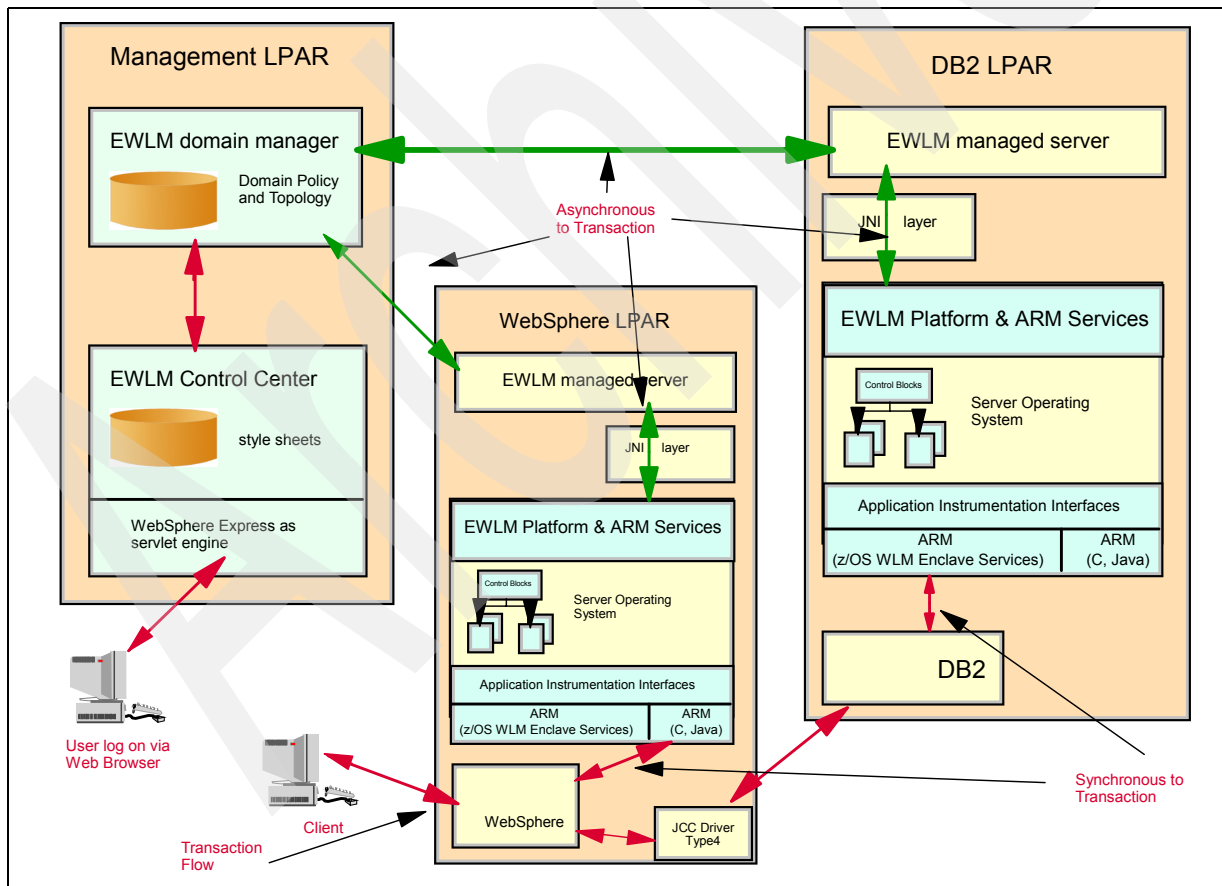 Management LPAR
EWLM domain manager
Domain Policy
and Topology
EWLM Control Center
style sheets
WebSphere Express as
servlet engine
User log on via
Web Browser
Client
Transaction
Flow
Asynchronous
to Transaction
WebSphere LPAR
EWLM managed server
JNI layer
EWLM Platform & ARM Services
Control Blocks
Server Operating
System
Application Instrumentation Interfaces
ARM
(z/OS WLM Enclave Services)
ARM
(C, Java)
WebSphere
JCC Driver
Type4
DB2 LPAR
EWLM managed server
JNI layer
EWLM Platform & ARM Services
Control Blocks
Server Operating
System
Application Instrumentation Interfaces
ARM
(z/OS WLM Enclave Services)
ARM
(C, Java)
DB2
Synchronous to
Transaction